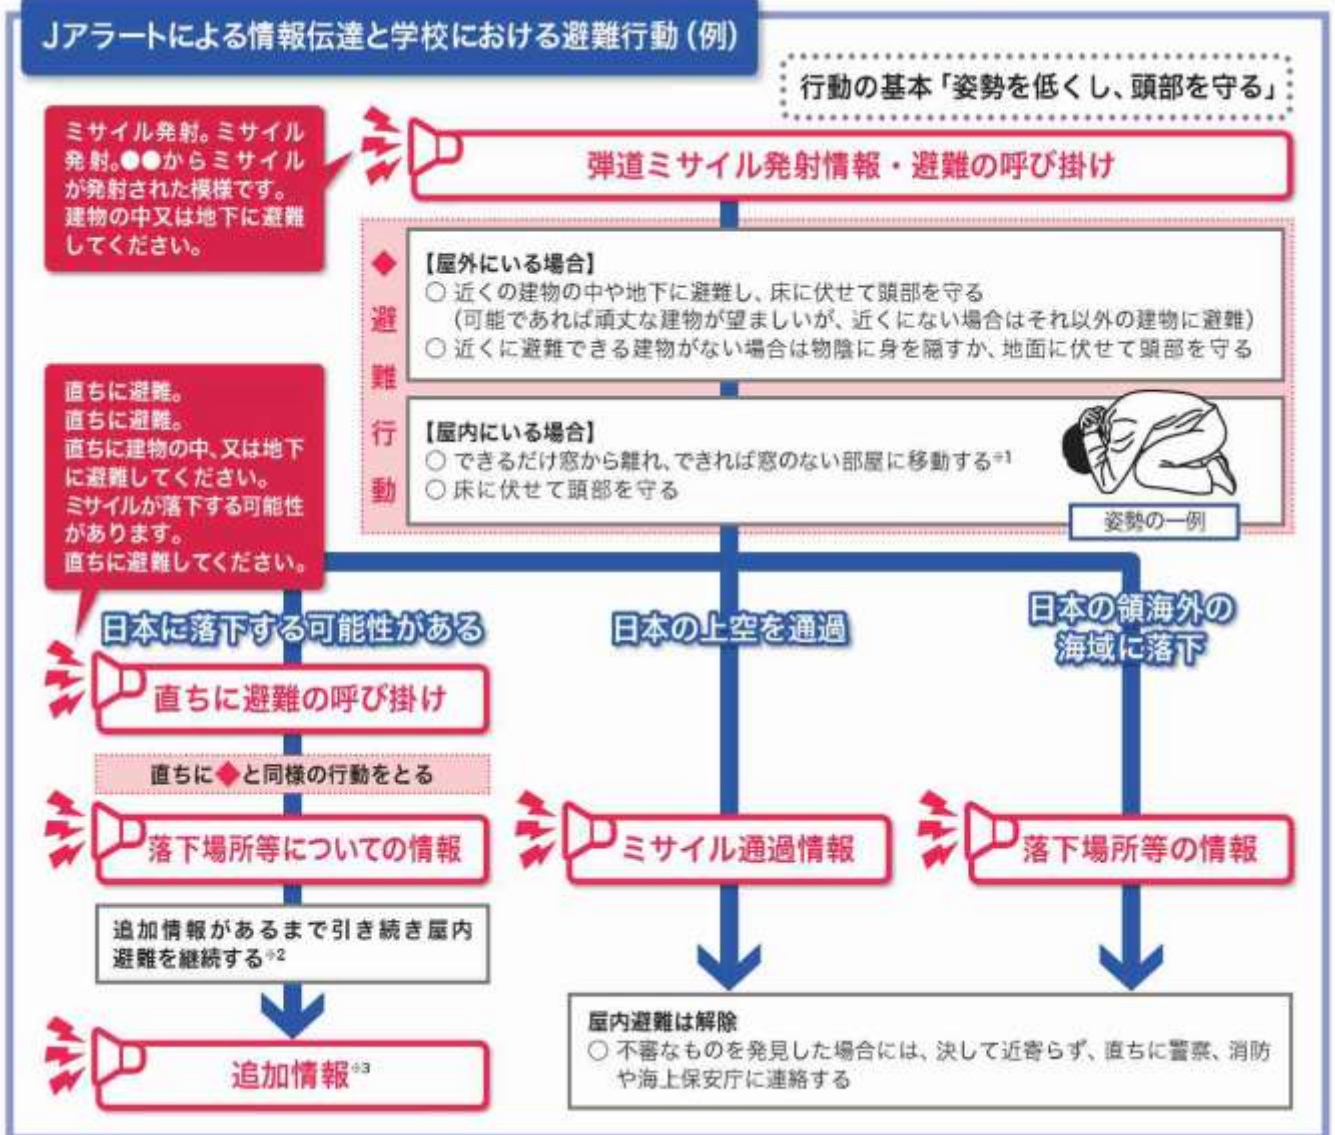 Jアラートによる情報伝達と学校における避難行動（例）
行動の基本「姿勢を低くし、頭部を守る」
ミサイル発射。ミサイル
発射。●●からミサイル
が発射された模様です。
建物の中又は地下に避難
してください。
弾道ミサイル発射情報・避難の呼び掛け
◆避難行動
【屋外にいる場合】
○ 近くの建物の中や地下に避難し、床に伏せて頭部を守る
（可能であれば頑丈な建物が望ましいが、近くにない場合はそれ以外の建物に避難）
○ 近くに避難できる建物がない場合は物陰に身を隠すか、地面に伏せて頭部を守る
【屋内にいる場合】
○ できるだけ窓から離れ、できれば窓のない部屋に移動する※1
○ 床に伏せて頭部を守る
姿勢の一例
直ちに避難。
直ちに避難。
直ちに建物の中、又は地下
に避難してください。
ミサイルが落下する可能性
があります。
直ちに避難してください。
日本に落下する可能性がある
直ちに避難の呼び掛け
直ちに◆と同様の行動をとる
落下場所等についての情報
追加情報があるまで引き続き屋内
避難を継続する※2
追加情報※3
日本の上空を通過
ミサイル通過情報
日本の領海外の
海域に落下
落下場所等の情報
屋内避難は解除
○ 不審なものを発見した場合には、決して近寄らず、直ちに警察、消防
や海上保安庁に連絡する